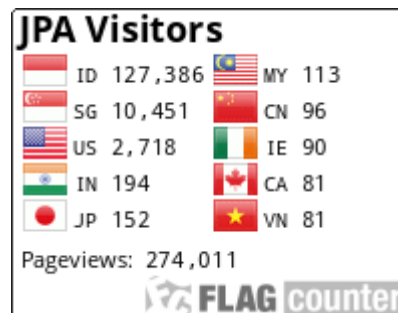 JPA Visitors
ID 127,386 MY 113
SG 10,451 CN 96
US 2,718 IE 90
IN 194 CA 81
JP 152 VN 81
Pageviews: 274,011
FC FLAG counter